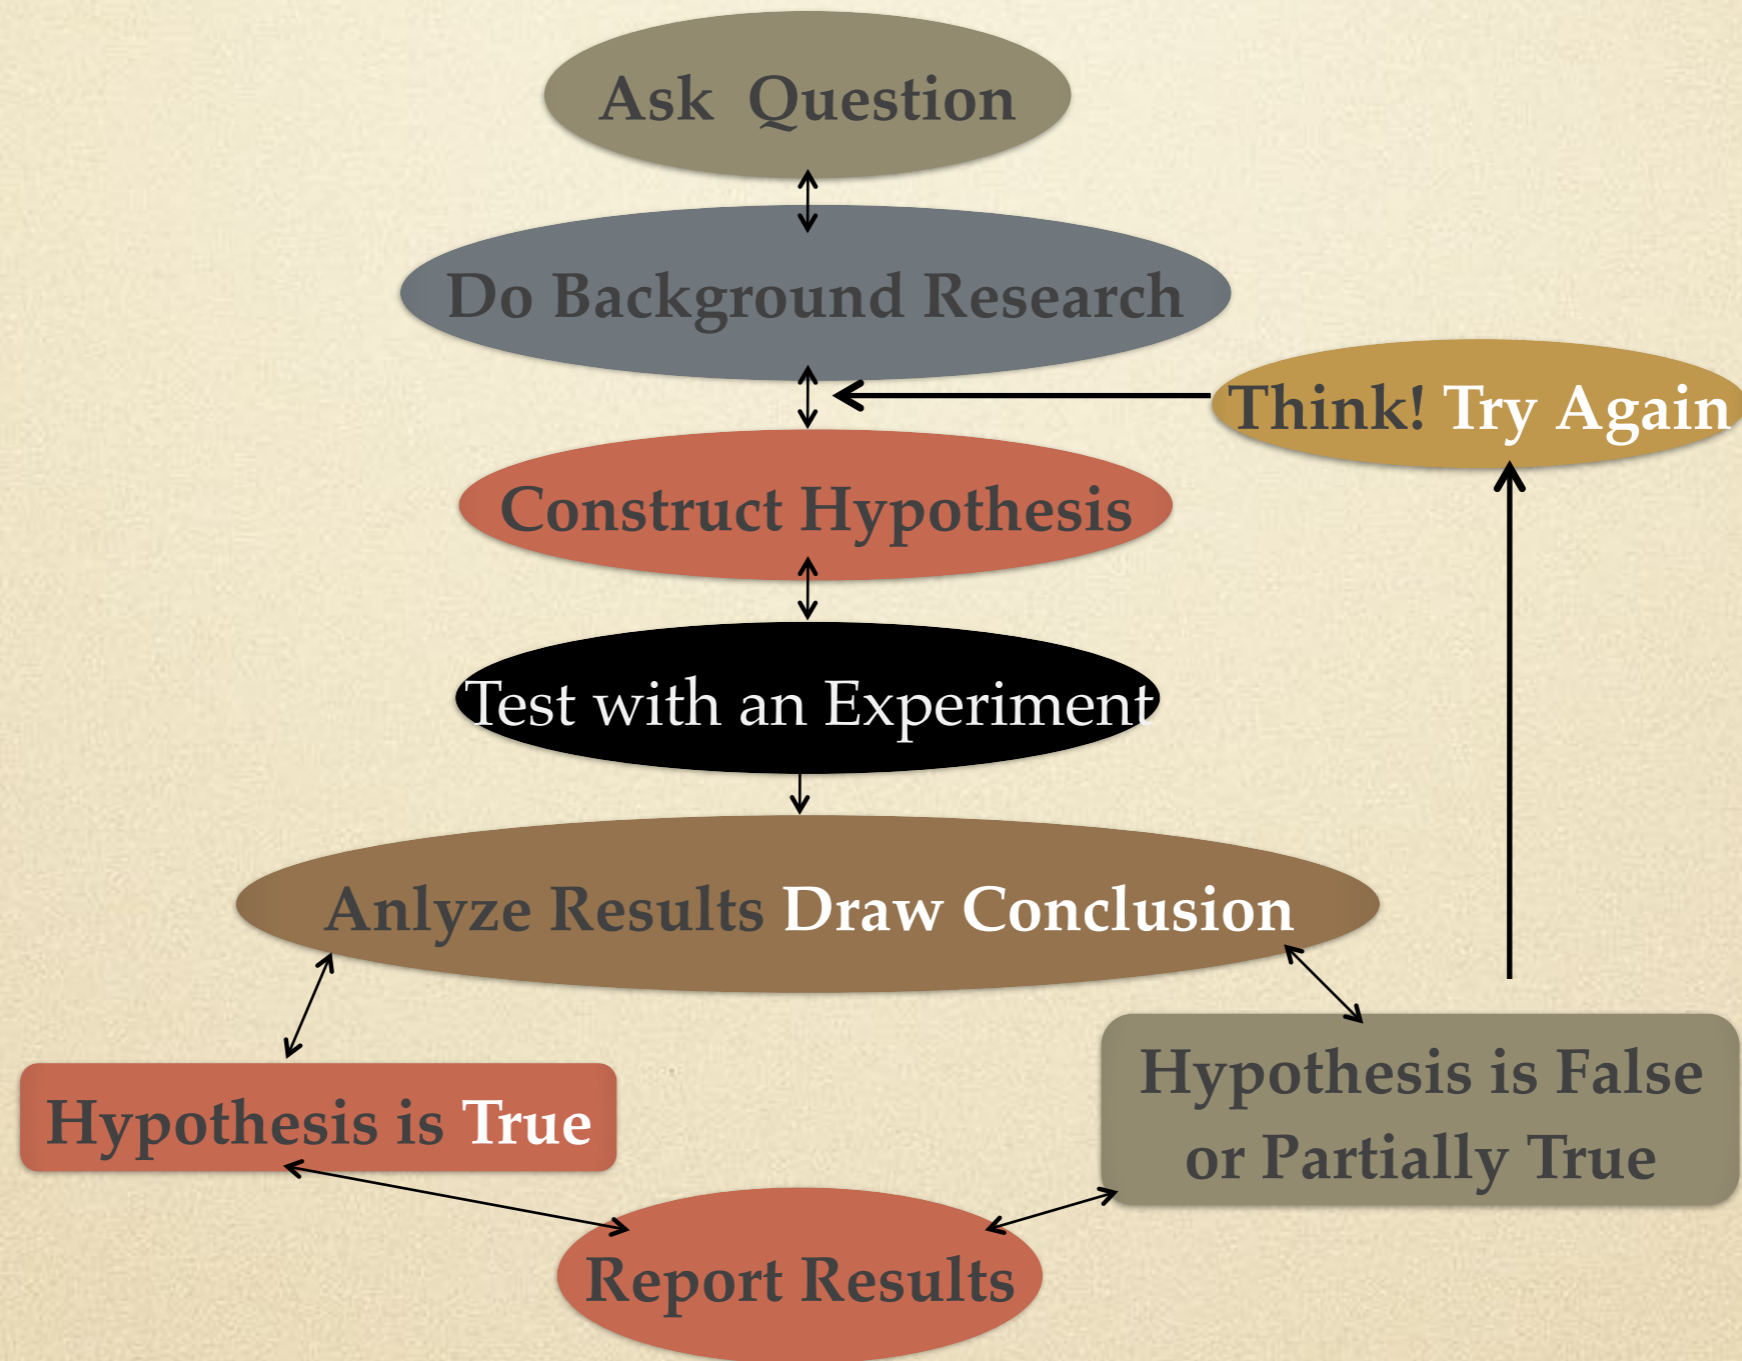 Ask Question
Do Background Research
Think! Try Again
Construct Hypothesis
Test with an Experiment
Anlyze Results Draw Conclusion
Hypothesis is True
Hypothesis is False
or Partially True
Report Results